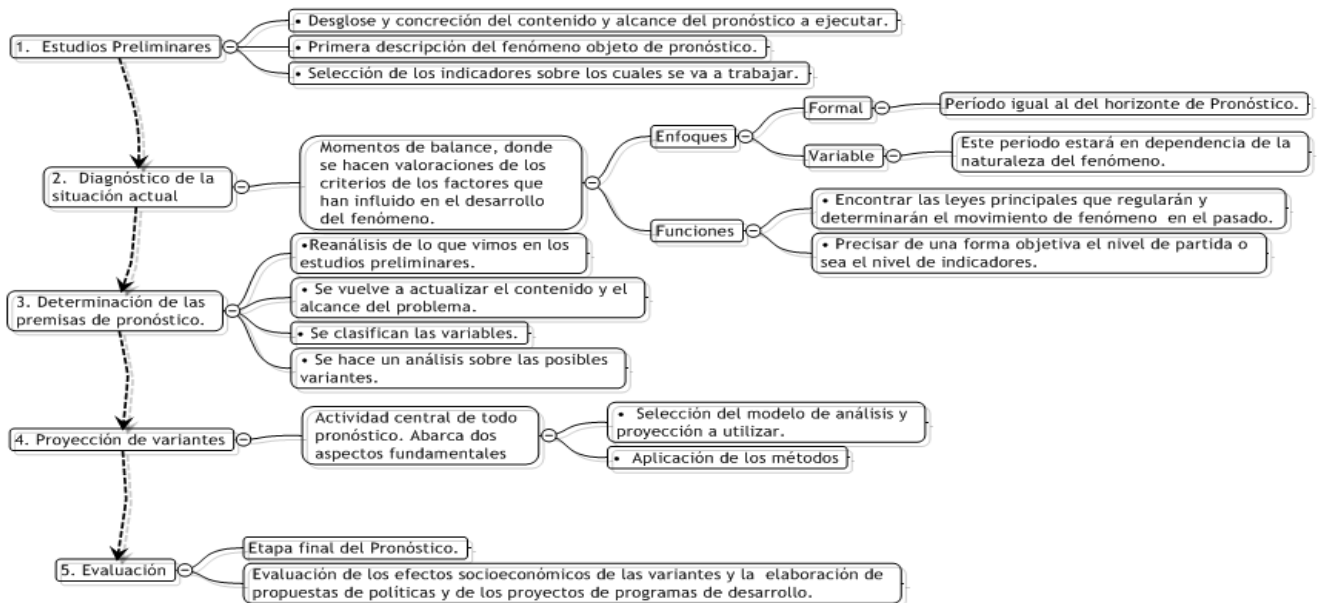 1. Estudios Preliminares
• Desglose y concreción del contenido y alcance del pronóstico a ejecutar.
• Primera descripción del fenómeno objeto de pronóstico.
• Selección de los indicadores sobre los cuales se va a trabajar.
2. Diagnóstico de la
situación actual
Momentos de balance, donde
se hacen valoraciones de los
criterios de los factores que
han influido en el desarrollo
del fenómeno.
Enfoques
Formal
Período igual al del horizonte de Pronóstico.
Variable
Este período estará en dependencia de la
naturaleza del fenómeno.
Funciones
• Encontrar las leyes principales que regularán y
determinarán el movimiento de fenómeno en el pasado.
• Precisar de una forma objetiva el nivel de partida o
sea el nivel de indicadores.
3. Determinación de las
premisas de pronóstico.
•Reanálisis de lo que vimos en los
estudios preliminares.
• Se vuelve a actualizar el contenido y el
alcance del problema.
• Se clasifican las variables.
• Se hace un análisis sobre las posibles
variantes.
4. Proyección de variantes
Actividad central de todo
pronóstico. Abarca dos
aspectos fundamentales
• Selección del modelo de análisis y
proyección a utilizar.
• Aplicación de los métodos
5. Evaluación
Etapa final del Pronóstico.
Evaluación de los efectos socioeconómicos de las variantes y la elaboración de
propuestas de políticas y de los proyectos de programas de desarrollo.